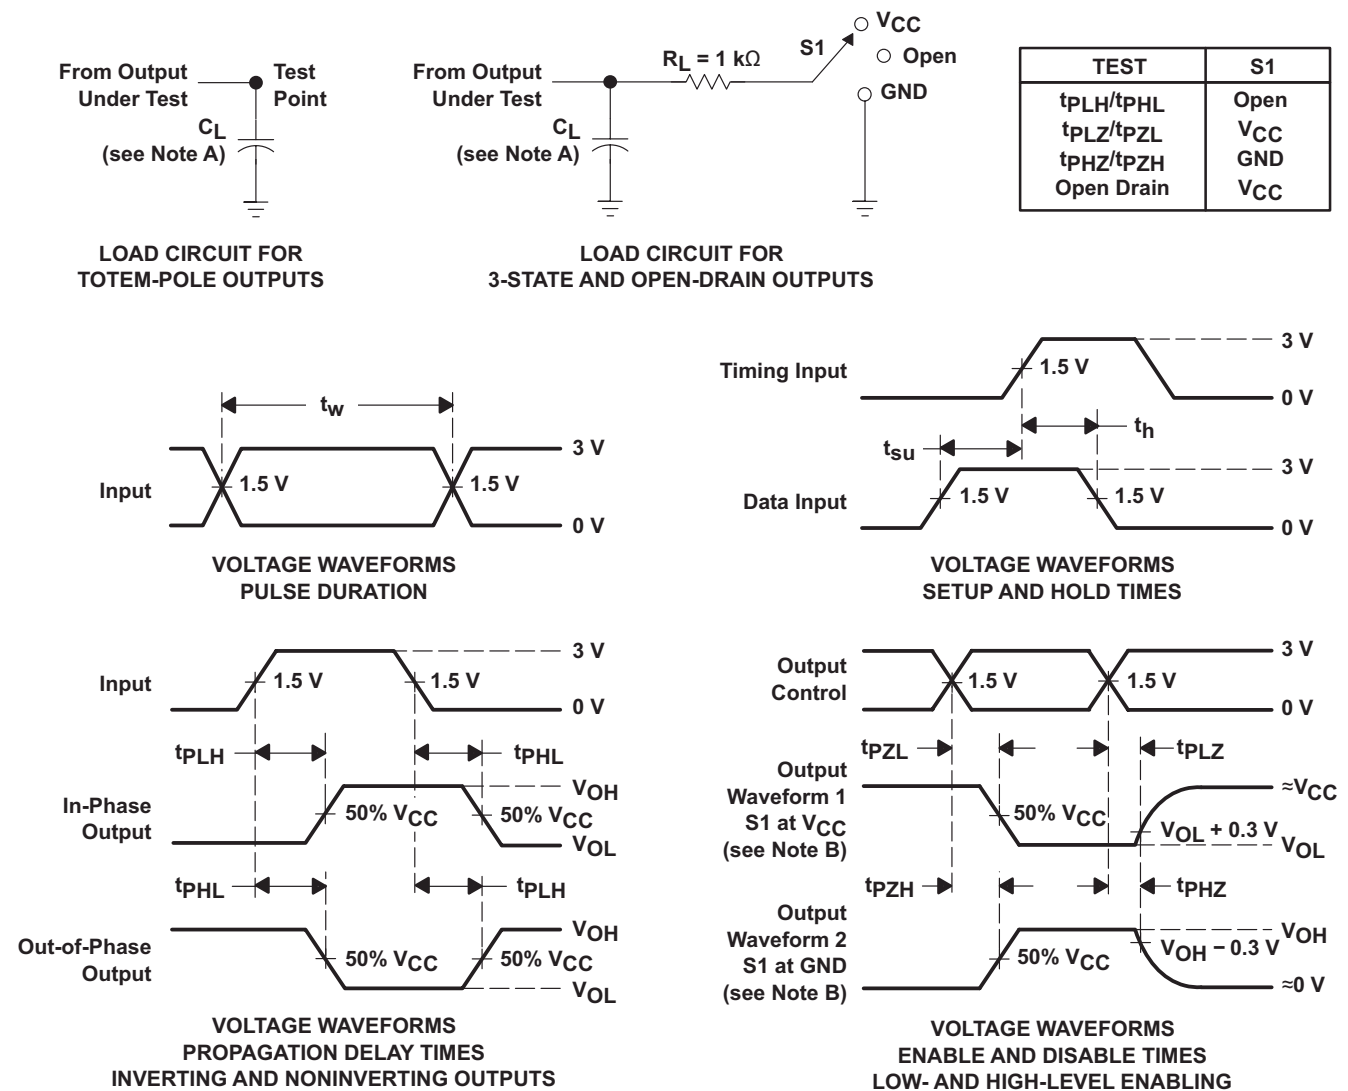 From Output
Under Test
Test
Point
CL
(see Note A)
LOAD CIRCUIT FOR
TOTEM-POLE OUTPUTS
From Output
Under Test
CL
(see Note A)
RL = 1 kΩ
S1
VCC
Open
GND
LOAD CIRCUIT FOR
3-STATE AND OPEN-DRAIN OUTPUTS
TEST S1
tPLH/tPHL Open
tPLZ/tPZL VCC
tPHZ/tPZH GND
Open Drain VCC
tw
Input
1.5 V
1.5 V
3 V
0 V
VOLTAGE WAVEFORMS
PULSE DURATION
Timing Input
1.5 V
3 V
0 V
th
tsu
Data Input
1.5 V
1.5 V
3 V
0 V
VOLTAGE WAVEFORMS
SETUP AND HOLD TIMES
Input
1.5 V
1.5 V
3 V
0 V
tPLH
tPHL
In-Phase
Output
50% VCC
50% VCC
VOH
VOL
tPHL
tPLH
Out-of-Phase
Output
50% VCC
50% VCC
VOH
VOL
VOLTAGE WAVEFORMS
PROPAGATION DELAY TIMES
INVERTING AND NONINVERTING OUTPUTS
Output
Control
1.5 V
1.5 V
3 V
0 V
tPZL
tPLZ
Output
Waveform 1
S1 at VCC
(see Note B)
50% VCC
VOL + 0.3 V
≈VCC
VOL
tPZH
tPHZ
Output
Waveform 2
S1 at GND
(see Note B)
50% VCC
VOH − 0.3 V
VOH
≈0 V
VOLTAGE WAVEFORMS
ENABLE AND DISABLE TIMES
LOW- AND HIGH-LEVEL ENABLING